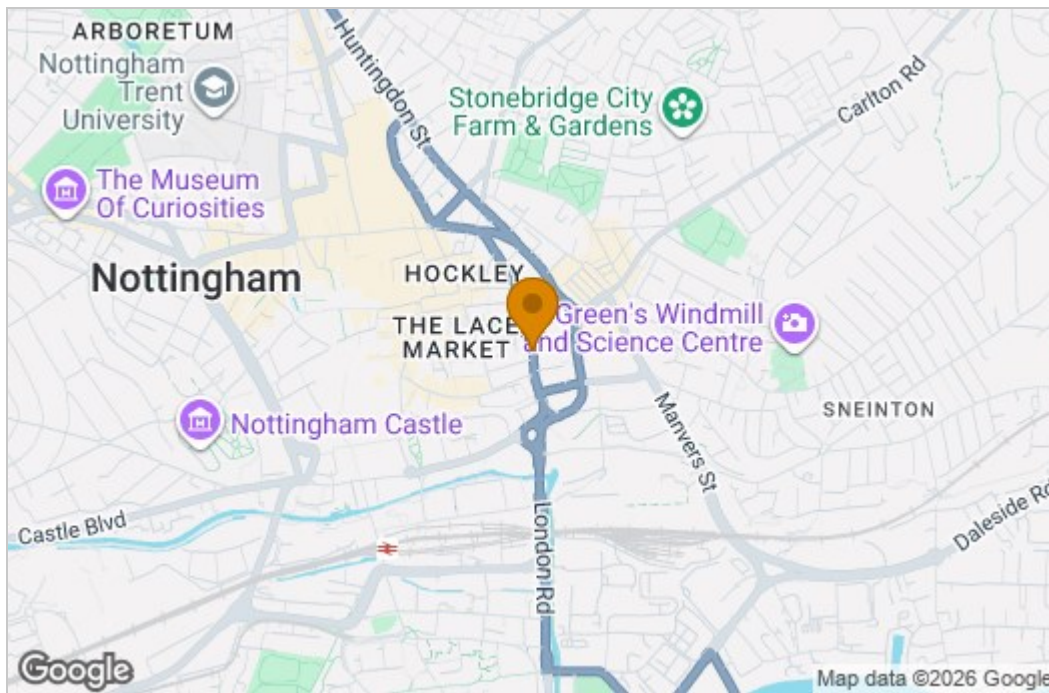 ARBORETUM
Nottingham
Trent
University
Huntingdon St
Stonebridge City
Farm & Gardens
Carlton Rd
The Museum
Of Curiosities
Nottingham
HOCKLEY
THE LACE
MARKET
Green's Windmill
and Science Centre
SNEINTON
Nottingham Castle
Manvers St
Castle Blvd
London Rd
Daleside Rd
Google
Map data ©2026 Google